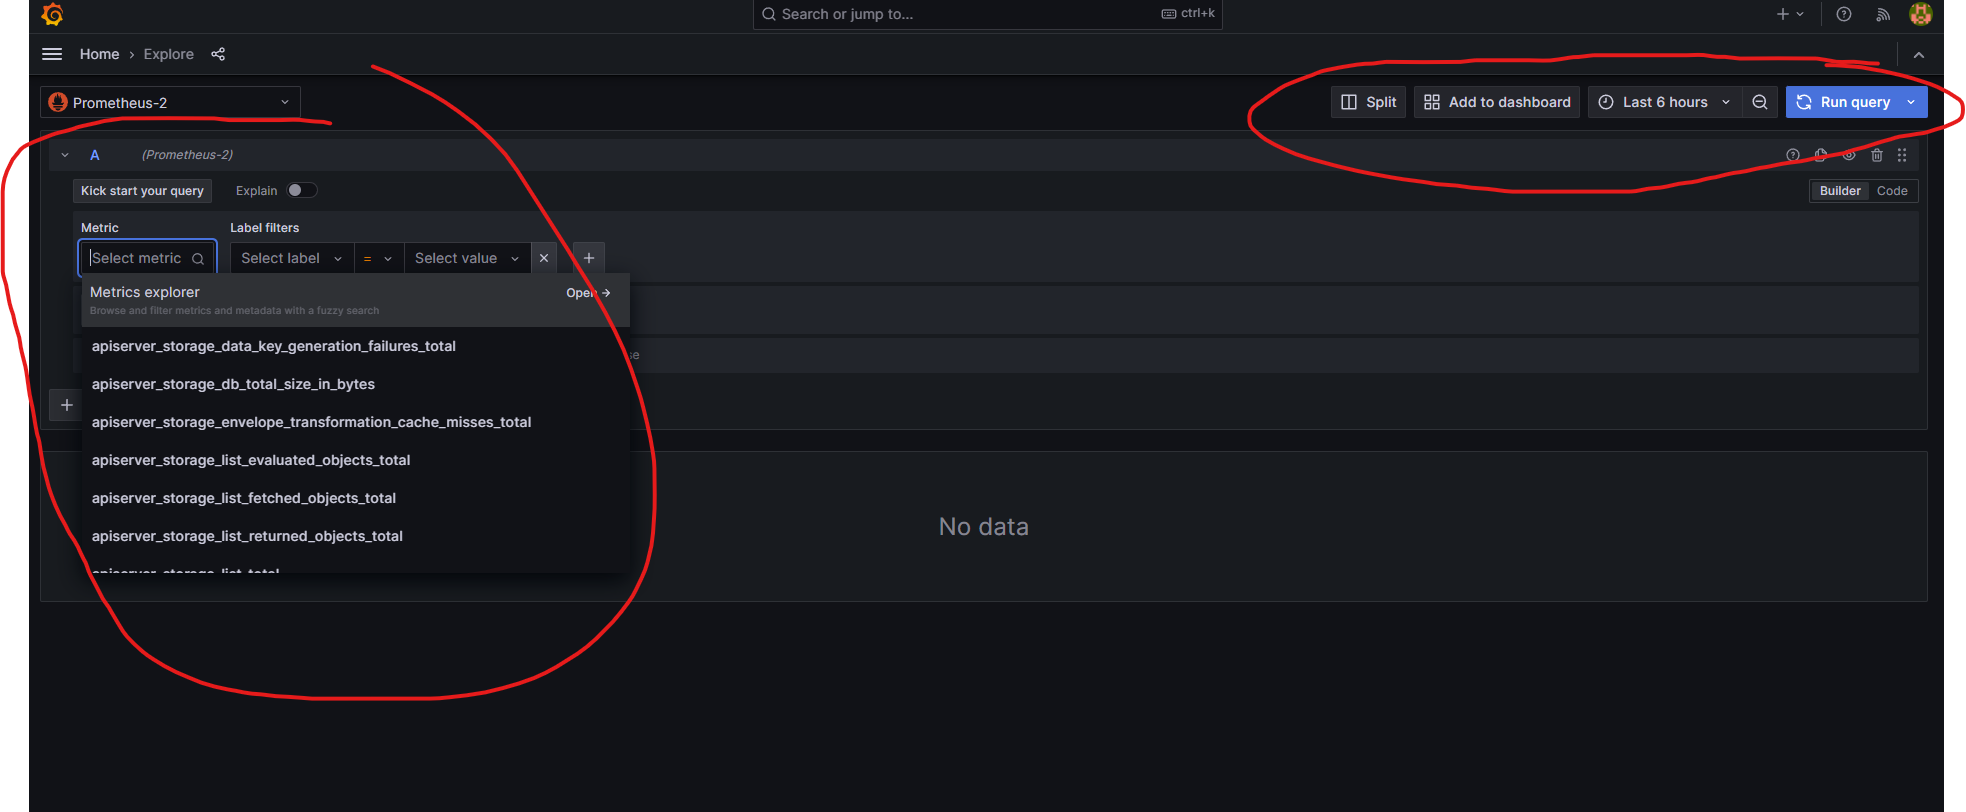 Search or jump to... ctrl+k
Home › Explore
Prometheus-2 Split Add to dashboard Last 6 hours Run query
A (Prometheus-2)
Kick start your query Explain Builder Code
Metric Label filters
Select metric Select label = Select value
Metrics explorer Open
Browse and filter metrics and metadata with a fuzzy search
apiserver_storage_data_key_generation_failures_total
apiserver_storage_db_total_size_in_bytes
apiserver_storage_envelope_transformation_cache_misses_total
apiserver_storage_list_evaluated_objects_total
apiserver_storage_list_fetched_objects_total
No data
apiserver_storage_list_returned_objects_total
apiserver_storage_list_total